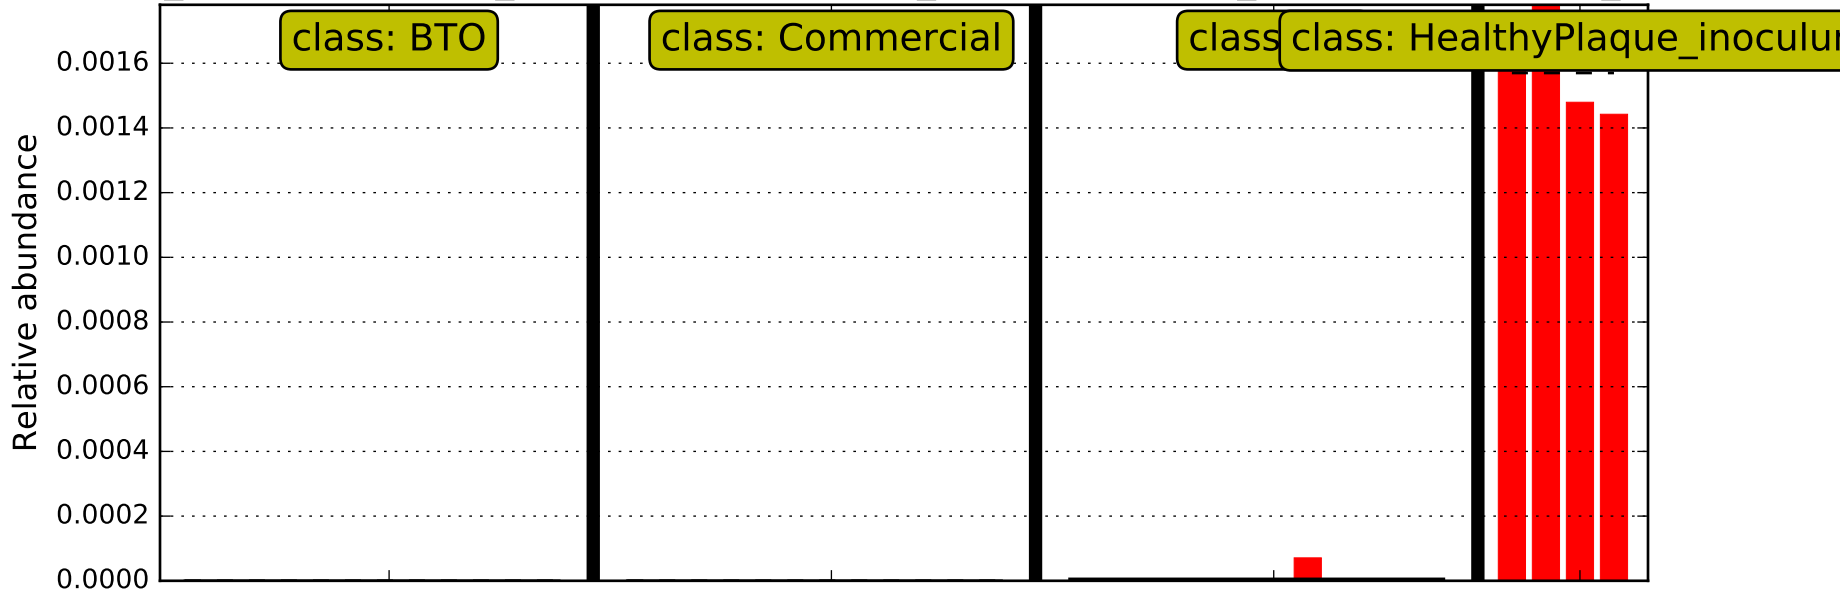 class: BTO
class: Commercial
class
class: HealthyPlaque_inoculu
0.0016
0.0014
0.0012
0.0010
0.0008
0.0006
0.0004
0.0002
0.0000
Relative abundance